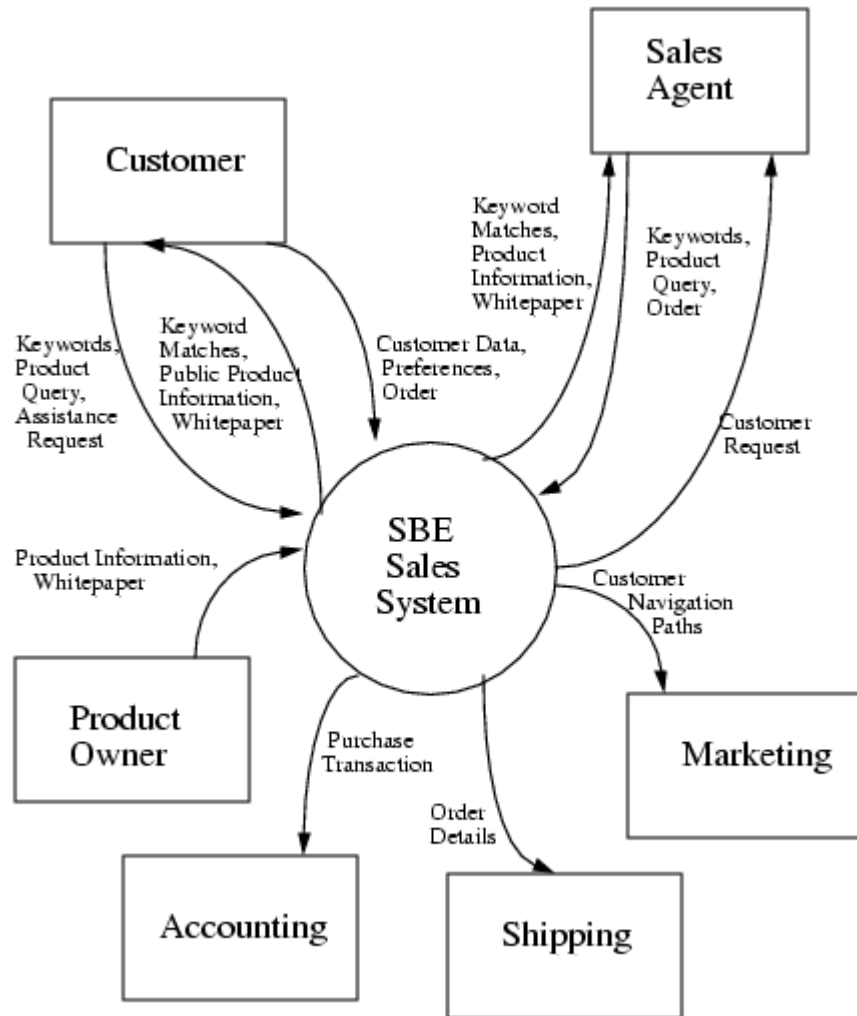 Sales
Agent
Customer
Keyword
Matches,
Product
Information,
Whitepaper
Keywords,
Product
Query,
Order
Keywords,
Product
Query,
Assistance
Request
Keyword
Matches,
Public Product
Information,
Whitepaper
Customer Data,
Preferences,
Order
Customer
Request
SBE
Sales
System
Product Information,
Whitepaper
Customer
Navigation
Paths
Product
Owner
Purchase
Transaction
Marketing
Order
Details
Accounting
Shipping